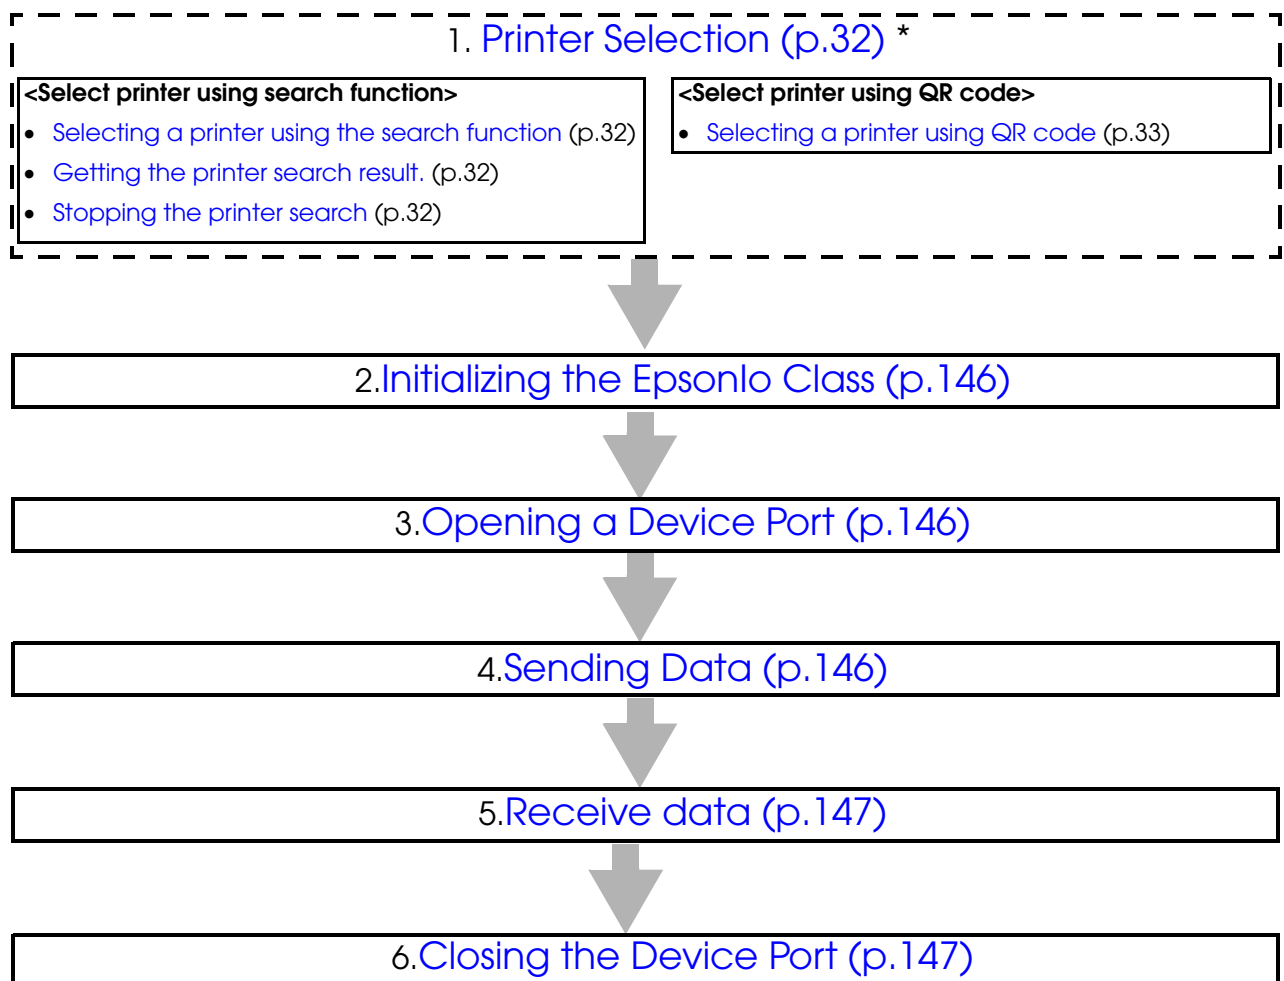 1. Printer Selection (p.32) *
<Select printer using search function>
• Selecting a printer using the search function (p.32)
• Getting the printer search result. (p.32)
• Stopping the printer search (p.32)
<Select printer using QR code>
• Selecting a printer using QR code (p.33)
2.Initializing the EpsonIo Class (p.146)
3.Opening a Device Port (p.146)
4.Sending Data (p.146)
5.Receive data (p.147)
6.Closing the Device Port (p.147)